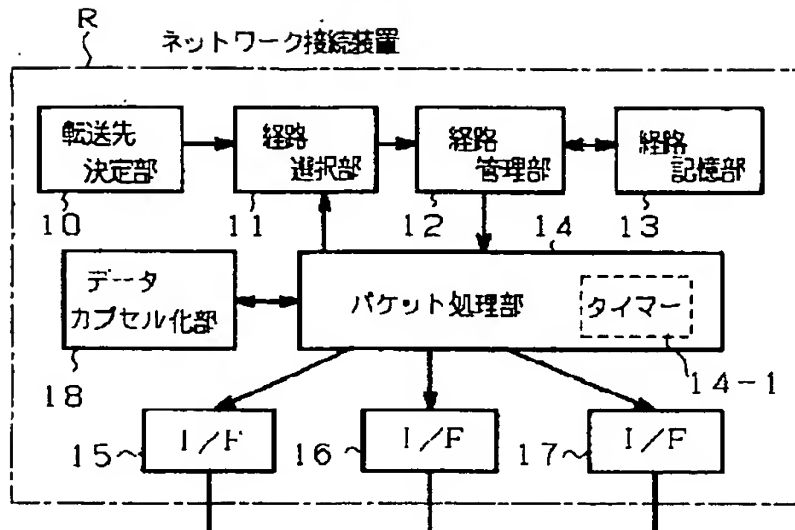 R
ネットワーク接続装置
転送先
決定部
経路
選択部
経路
管理部
経路
記憶部
10
11
12
14
13
データ
カプセル化部
パケット処理部
タイマー
18
14-1
15
I/F
16
I/F
17
I/F